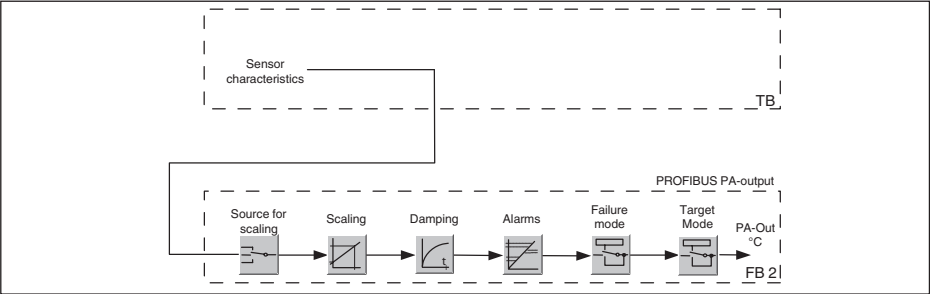 Sensor
characteristics
TB
PROFIBUS PA-output
Source for
scaling
Scaling
Damping
Alarms
Failure
mode
Target
Mode
PA-Out
°C
t
FB 2